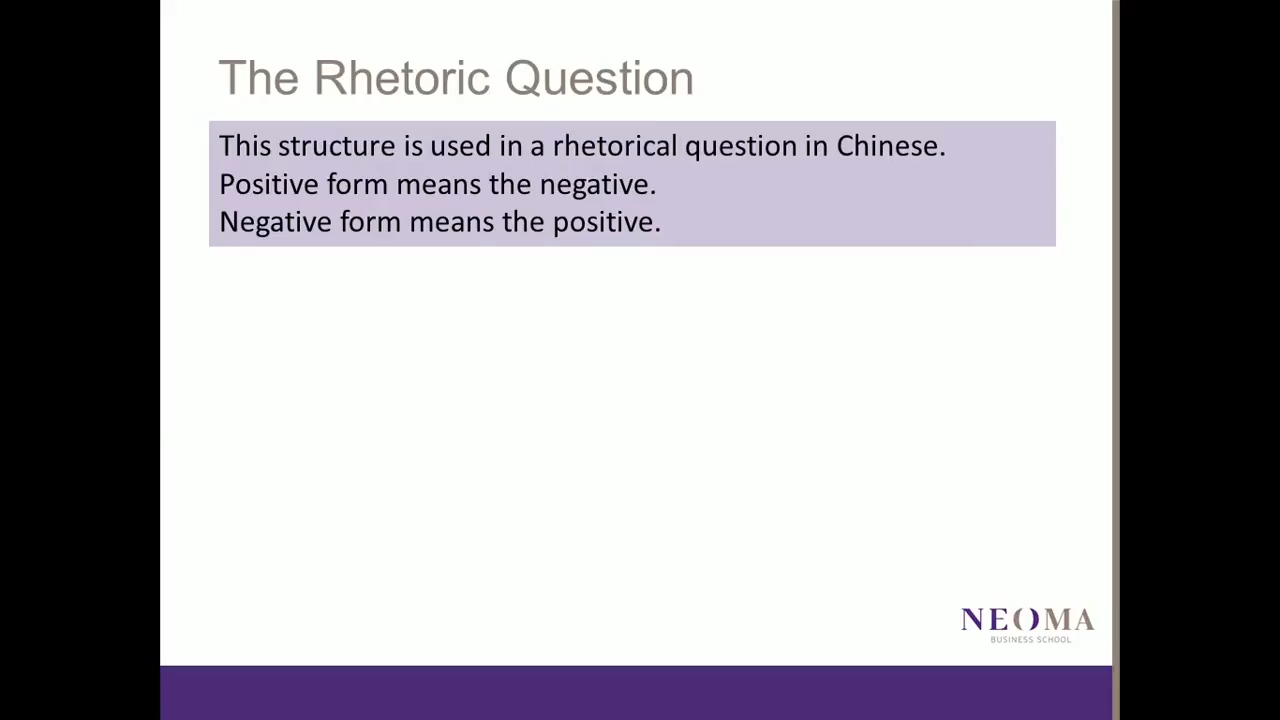 The Rhetoric Question
This structure is used in a rhetorical question in Chinese.
Positive form means the negative.
Negative form means the positive.
NEOMA
BUSINESS SCHOOL